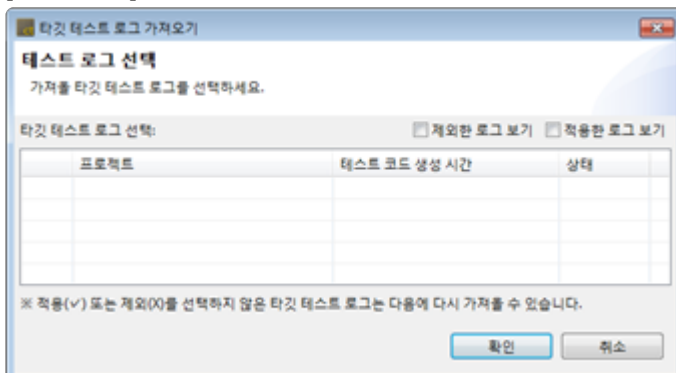 타깃 테스트 로그 가져오기
테스트 로그 선택
가져올 타깃 테스트 로그를 선택하세요.
타깃 테스트 로그 선택: 제외한 로그 보기 적용한 로그 보기
프로젝트 테스트 코드 생성 시간 상태
※ 적용(✓) 또는 제외(X)를 선택하지 않은 타깃 테스트 로그는 다음에 다시 가져올 수 있습니다.
확인 취소